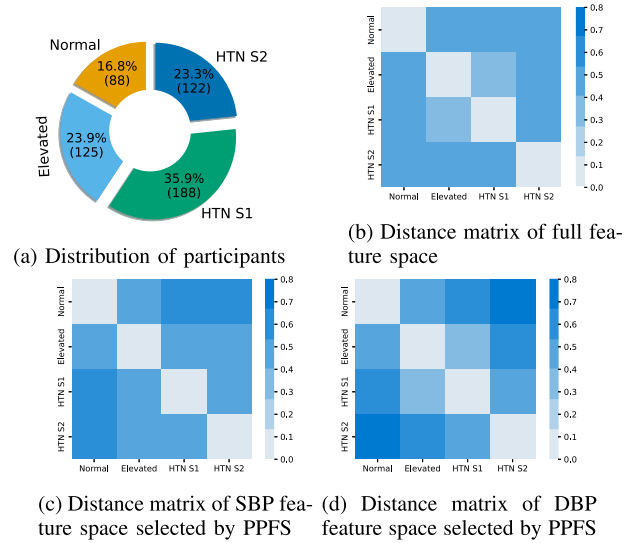 Normal
HTN S2
16.8%
(88)
23.3%
(122)
Elevated
23.9%
(125)
35.9%
(188)
HTN S1
(a) Distribution of participants
Normal
Elevated
HTN S1
HTN S2
Normal Elevated HTN S1 HTN S2
0.8
0.7
0.6
0.5
0.4
0.3
0.2
0.1
0.0
(b) Distance matrix of full fea-
ture space
Normal
Elevated
HTN S1
HTN S2
Normal Elevated HTN S1 HTN S2
0.8
0.7
0.6
0.5
0.4
0.3
0.2
0.1
0.0
(c) Distance matrix of SBP fea-
ture space selected by PPFS
Normal
Elevated
HTN S1
HTN S2
Normal Elevated HTN S1 HTN S2
0.8
0.7
0.6
0.5
0.4
0.3
0.2
0.1
0.0
(d) Distance matrix of DBP
feature space selected by PPFS